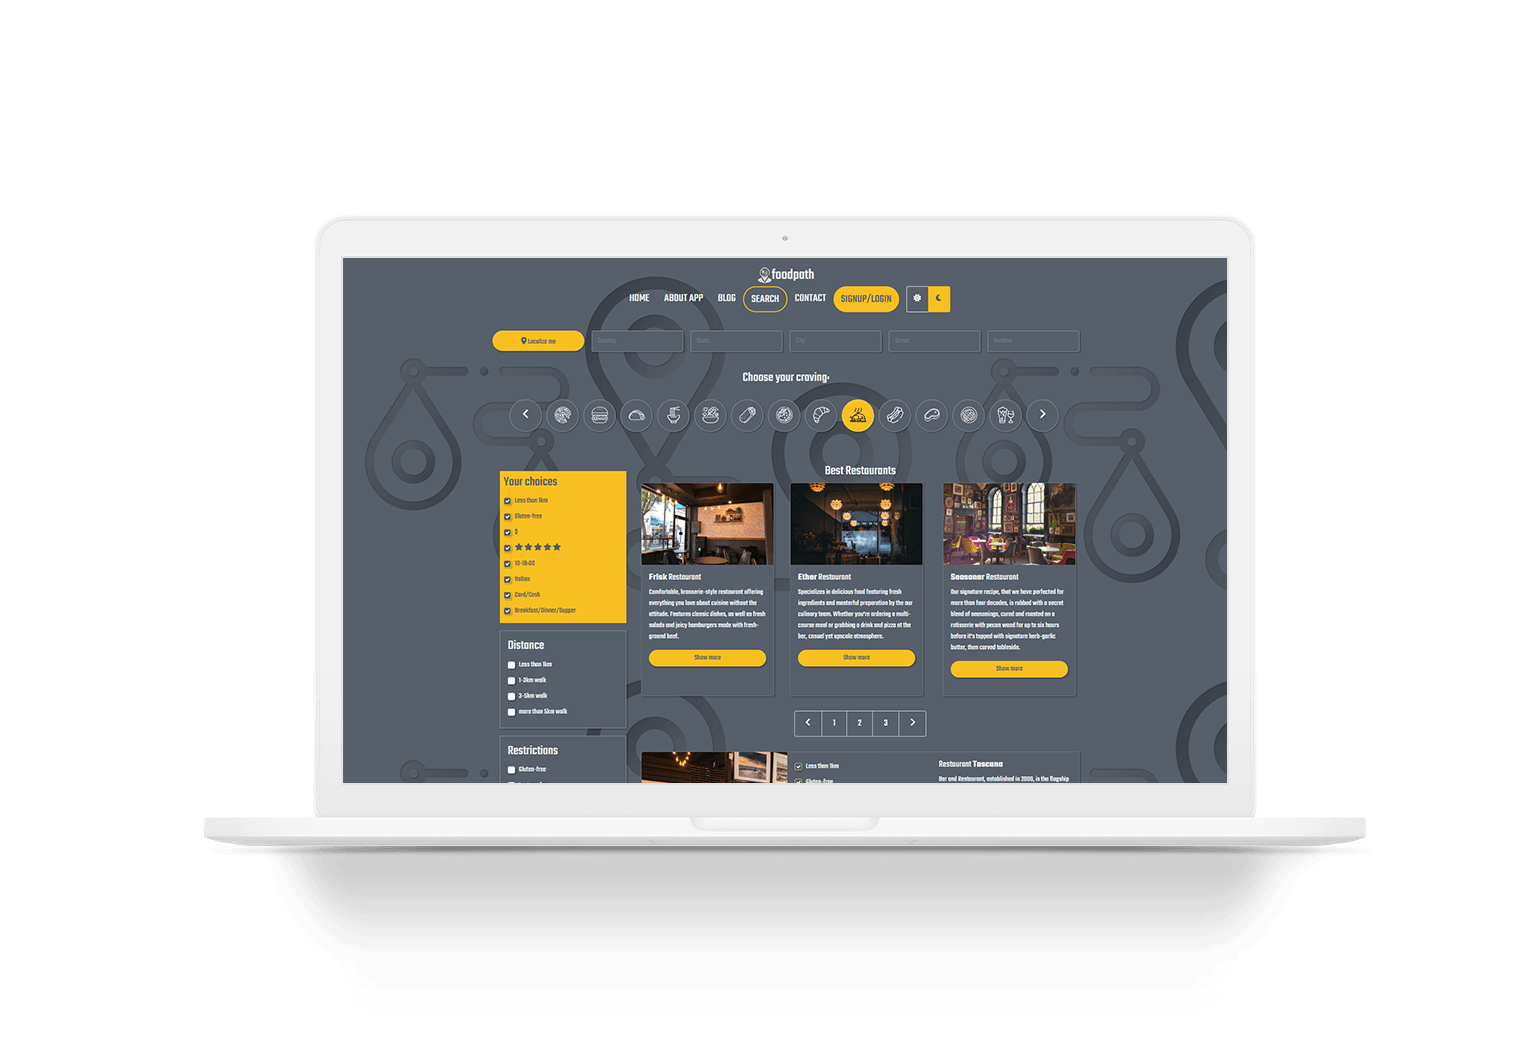 foodpath
HOME ABOUT APP BLOG SEARCH CONTACT SIGNUP/LOGIN
Localize me Country State City Street Number
Choose your craving:
Best Restaurants
Your choices
Less than 1km
Gluten-free
$
10-18:00
Italian
Card/Cash
Breakfast/Dinner/Supper
Distance
Less than 1km
1-3km walk
3-5km walk
more than 5km walk
Restrictions
Gluten-free
Frisk Restaurant
Comfortable, brasserie-style restaurant offering
everything you love about cuisine without the
attitude. Features classic dishes, as well as fresh
salads and juicy hamburgers made with fresh-
ground beef.
Show more
Ether Restaurant
Specializes in delicious food featuring fresh
ingredients and masterful preparation by the our
culinary team. Whether you're ordering a multi-
course meal or grabbing a drink and pizza at the
bar, casual yet upscale atmosphere.
Show more
Seasoner Restaurant
Our signature recipe, that we have perfected for
more than four decades, is rubbed with a secret
blend of seasonings, cured and roasted on a
rotisserie with pecan wood for up to six hours
before it's topped with signature herb-garlic
butter, then carved tableside.
Show more
1 2 3
Less than 1km
Gluten-free
Restaurant Toscana
Bar and Restaurant, established in 2000, is the flagship